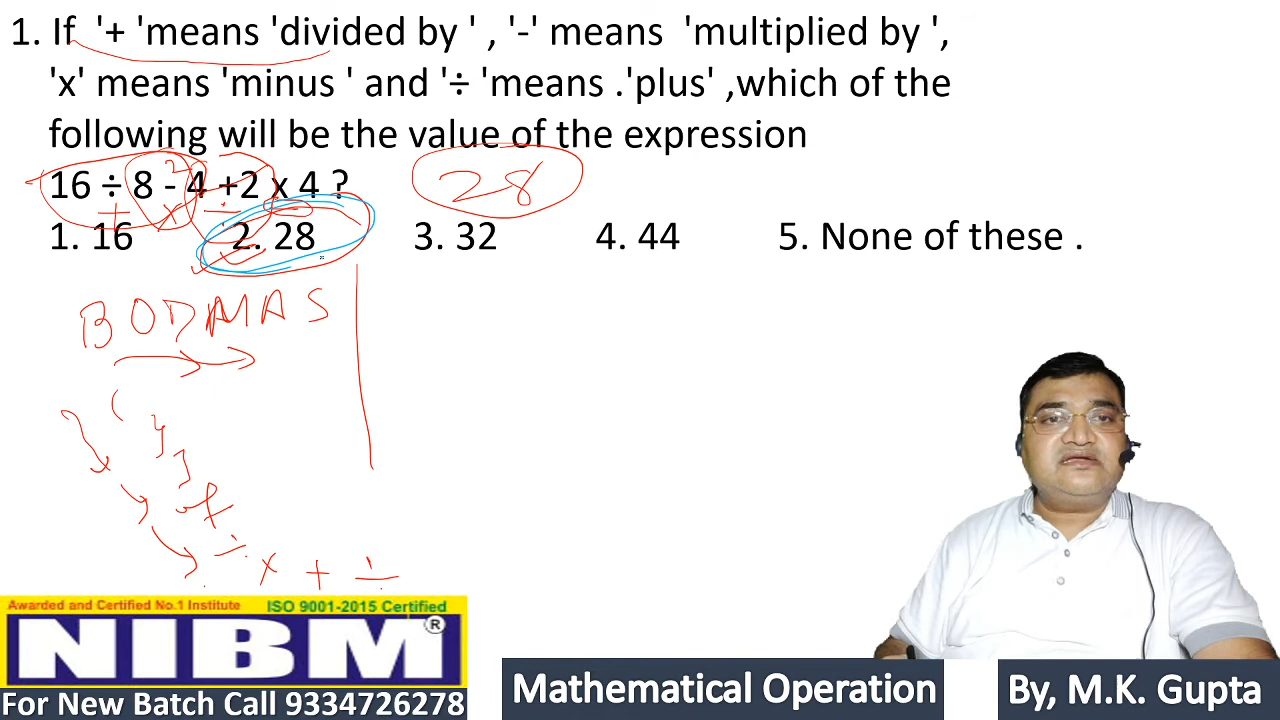 1. If '+ 'means 'divided by ' , '-' means 'multiplied by ',
'x' means 'minus ' and '÷ 'means .'plus' ,which of the
following will be the value of the expression
16 ÷ 8 - 4 +2 x 4 ?
28
2
+ x ÷ -
1. 16 2. 28 3. 32 4. 44 5. None of these .
BODMAS
(
}
]
of
÷ x + ÷
Awarded and Certified No.1 Institute ISO 9001-2015 Certified
NIBM ®
For New Batch Call 9334726278
Mathematical Operation
By, M.K. Gupta